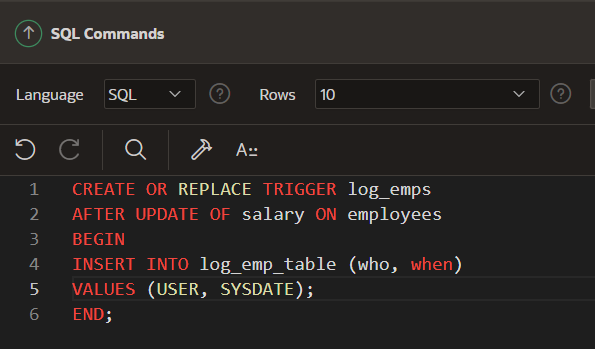 SQL Commands
Language SQL Rows 10
A::
1 CREATE OR REPLACE TRIGGER log_emps
2 AFTER UPDATE OF salary ON employees
3 BEGIN
4 INSERT INTO log_emp_table (who, when)
5 VALUES (USER, SYSDATE);
6 END;